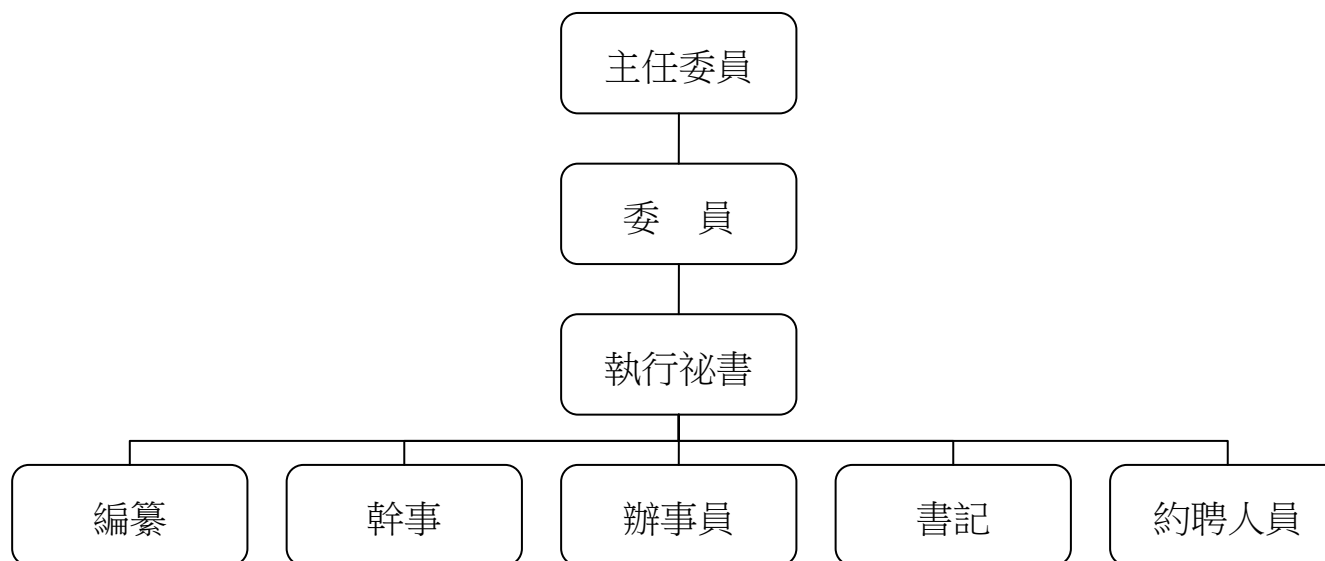 主任委員
委　員
執行祕書
編纂
幹事
辦事員
書記
約聘人員